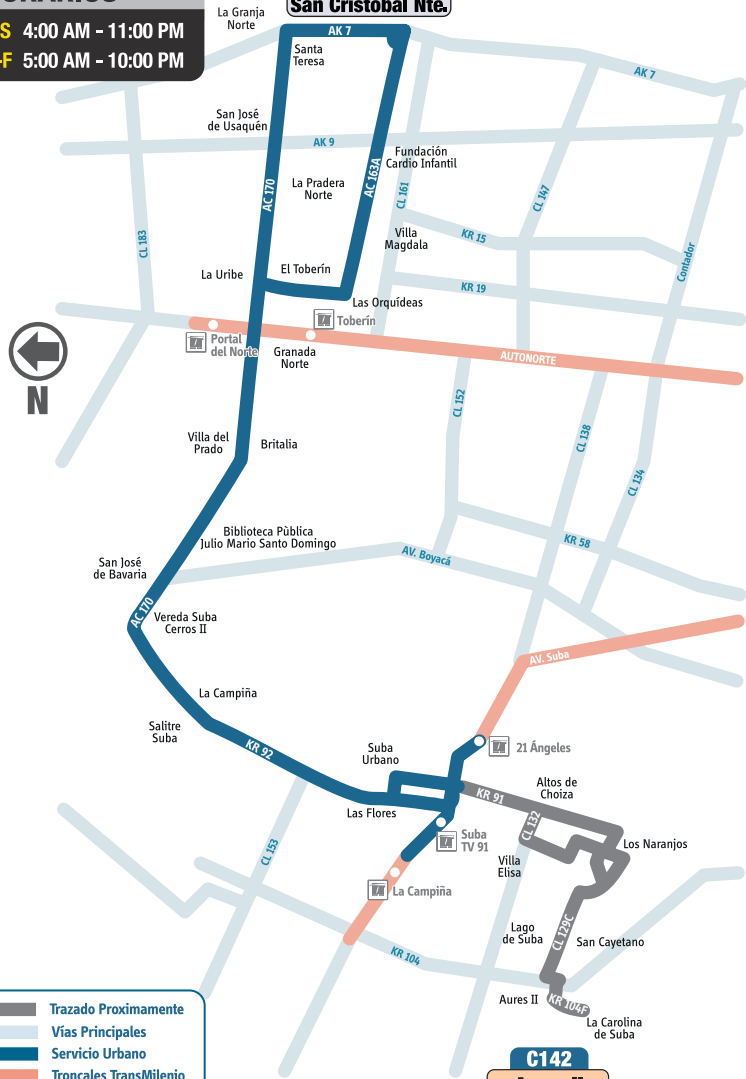 San Cristóbal Nte.
S 4:00 AM - 11:00 PM
-F 5:00 AM - 10:00 PM
La Granja
Norte
AK 7
Santa
Teresa
AK 7
San José
de Usaquén
AK 9
Fundación
Cardio Infantil
AC 170
La Pradera
Norte
AC 163A
CL 161
CL 147
CL 183
Villa
Magdala
KR 15
Contador
La Uribe
El Toberín
KR 19
Las Orquídeas
Toberín
Portal
del Norte
Granada
Norte
AUTONORTE
N
CL 152
CL 138
CL 134
Villa del
Prado
Britalia
Biblioteca Pùblica
Julio Mario Santo Domingo
KR 58
San José
de Bavaria
AV. Boyacá
AC 170
Vereda Suba
Cerros II
AV. Suba
La Campiña
Salitre
Suba
KR 92
Suba
Urbano
21 Ángeles
Altos de
Choiza
KR 91
Las Flores
CL 132
Suba
TV 91
Los Naranjos
CL 153
Villa
Elisa
La Campiña
Lago
de Suba
CL 129C
San Cayetano
KR 104
Aures II
KR 104F
La Carolina
de Suba
Trazado Proximamente
Vías Principales
Servicio Urbano
Troncales TransMilenio
C142